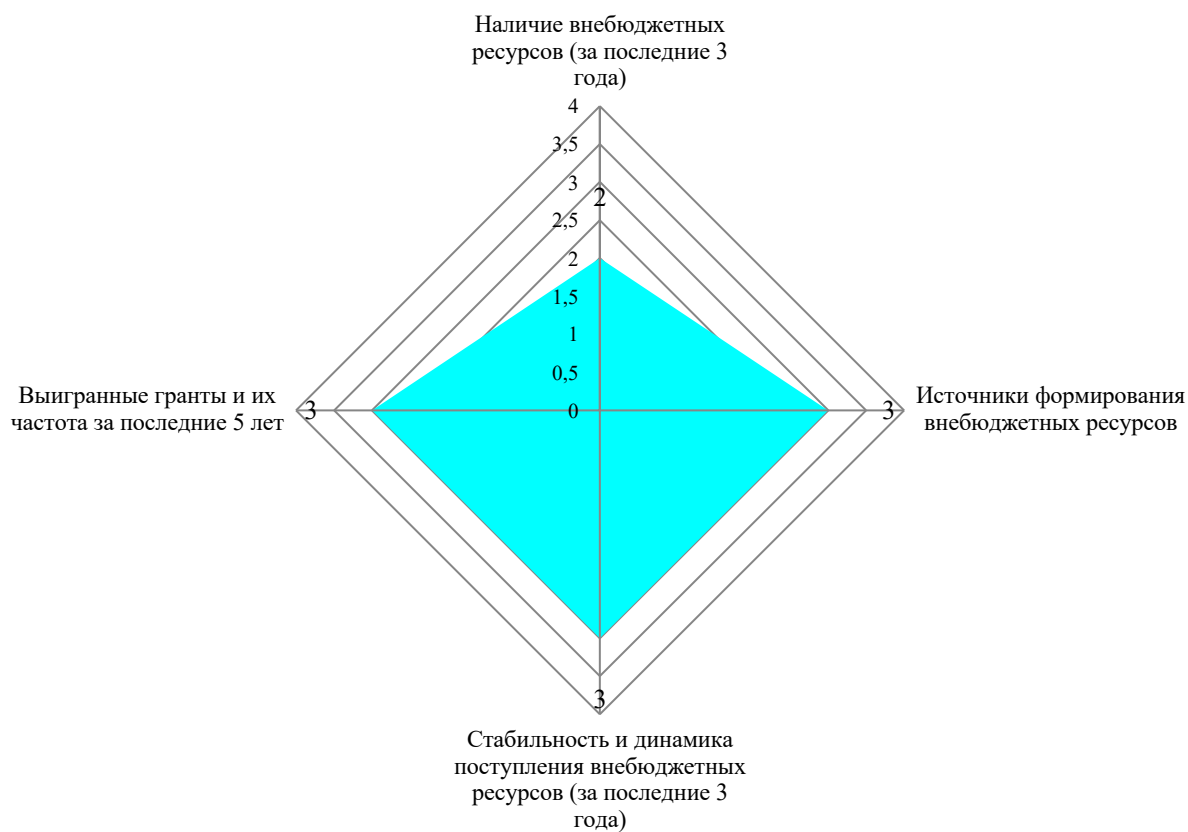 Наличие внебюджетных
ресурсов (за последние 3
года)
4
3,5
3
2
2,5
2
1,5
1
0,5
0
Выигранные гранты и их
частота за последние 5 лет
3
3
Источники формирования
внебюджетных ресурсов
3
Стабильность и динамика
поступления внебюджетных
ресурсов (за последние 3
года)